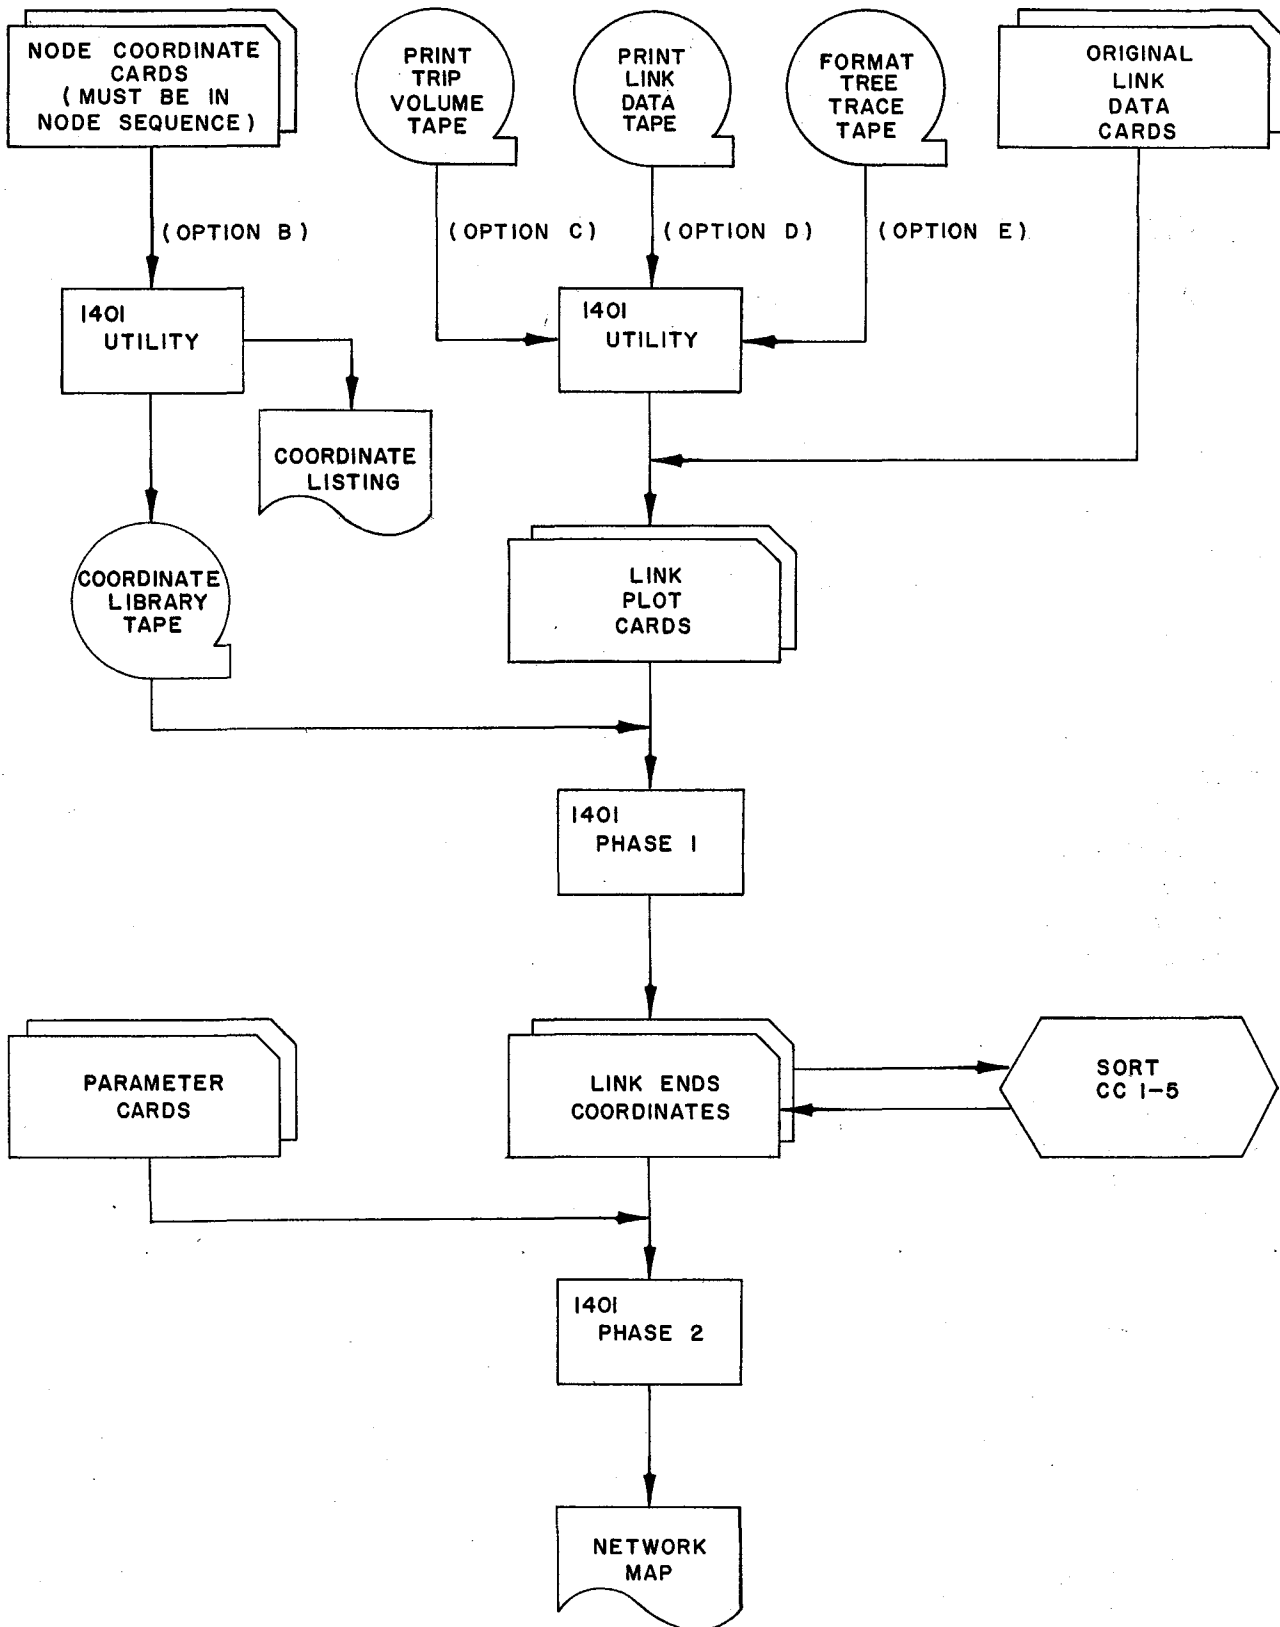 NODE COORDINATE
CARDS
(MUST BE IN
NODE SEQUENCE)
PRINT
TRIP
VOLUME
TAPE
PRINT
LINK
DATA
TAPE
FORMAT
TREE
TRACE
TAPE
ORIGINAL
LINK
DATA
CARDS
(OPTION B)
(OPTION C)
(OPTION D)
(OPTION E)
1401
UTILITY
1401
UTILITY
COORDINATE
LISTING
COORDINATE
LIBRARY
TAPE
LINK
PLOT
CARDS
1401
PHASE 1
PARAMETER
CARDS
LINK ENDS
COORDINATES
SORT
CC 1-5
1401
PHASE 2
NETWORK
MAP